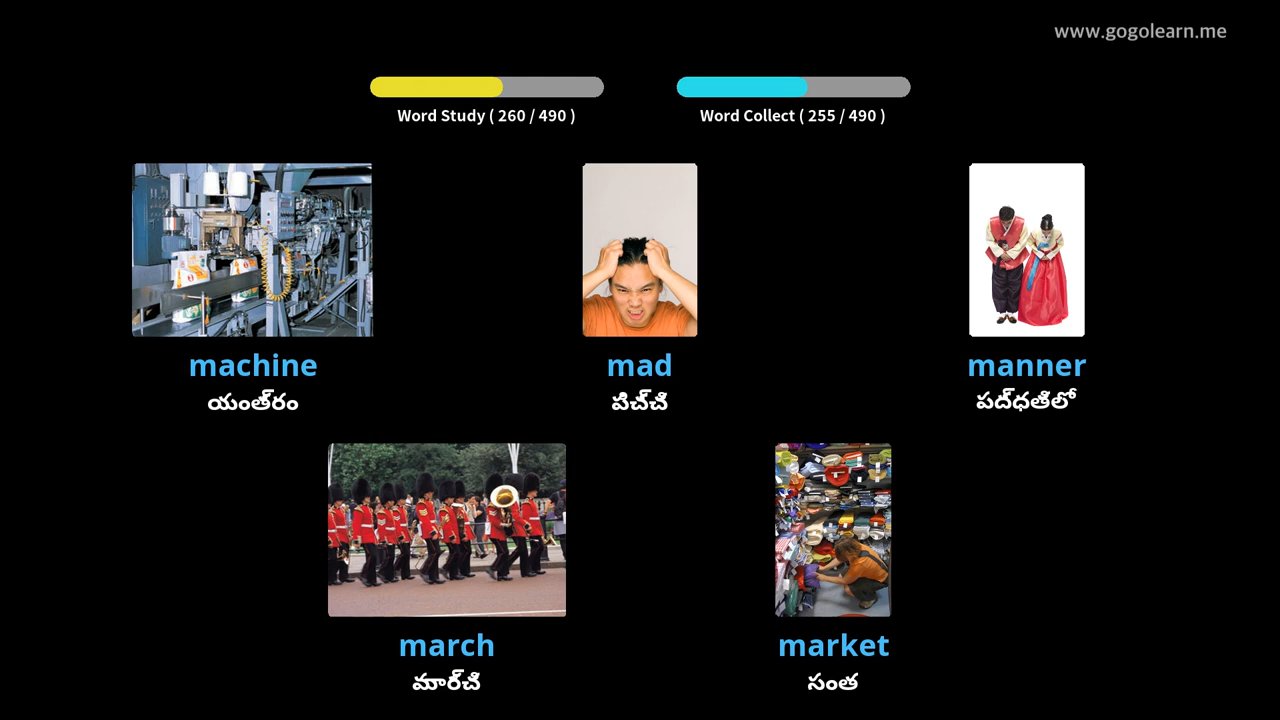 www.gogolearn.me
Word Study ( 260 / 490 )
Word Collect ( 255 / 490 )
machine
యంత్‌రం
mad
పిచ్‌చి
manner
పద్‌ధతిలో
march
మార్‌చి
market
సంత